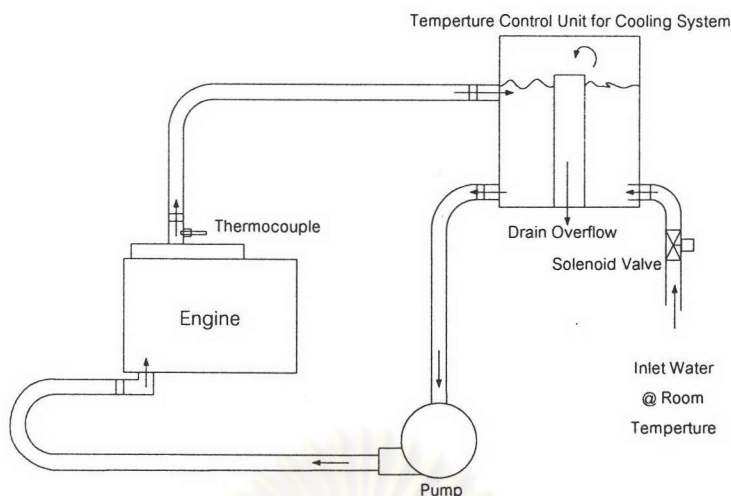 Temperture Control Unit for Cooling System
Thermocouple
Drain Overflow
Solenoid Valve
Engine
Inlet Water
@ Room
Temperture
Pump